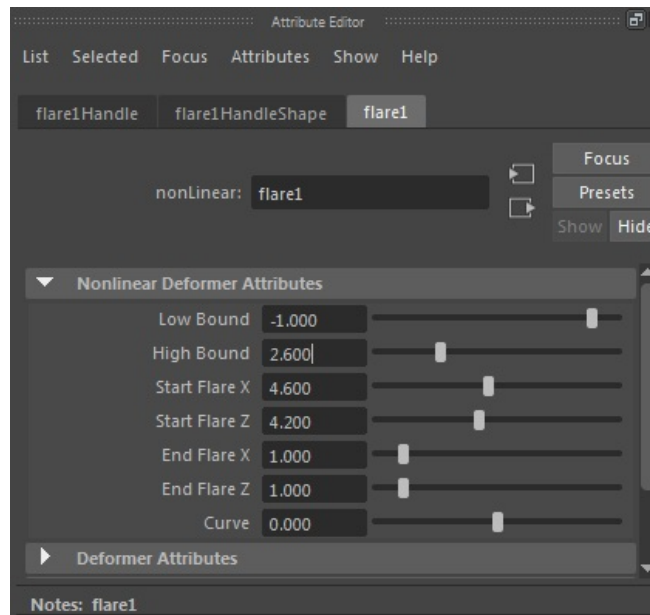 Attribute Editor
List Selected Focus Attributes Show Help
flare1Handle flare1HandleShape flare1
Focus
nonLinear: flare1
Presets
Show Hide
Nonlinear Deformer Attributes
Low Bound -1.000
High Bound 2.600
Start Flare X 4.600
Start Flare Z 4.200
End Flare X 1.000
End Flare Z 1.000
Curve 0.000
Deformer Attributes
Notes: flare1